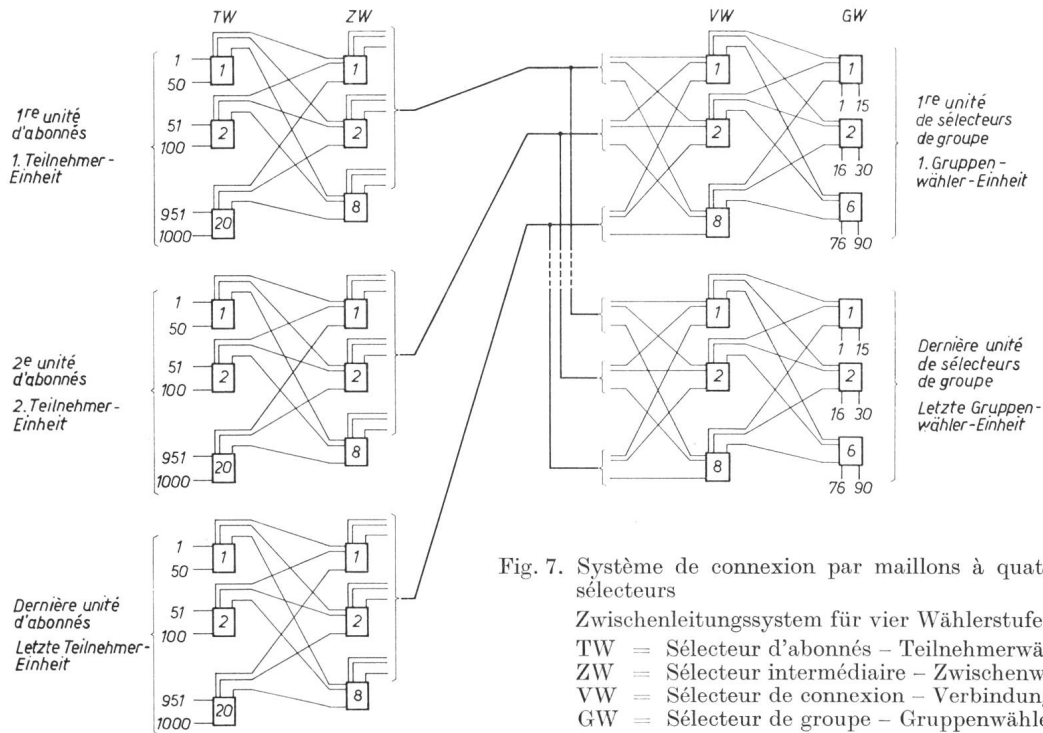 TW ZW VW GW
1re unité
d'abonnés
1. Teilnehmer-
Einheit
1
50
51
100
951
1000
1
2
20
1
2
8
2e unité
d'abonnés
2. Teilnehmer-
Einheit
1
50
51
100
951
1000
1
2
20
1
2
8
Dernière unité
d'abonnés
Letzte Teilnehmer-
Einheit
1
50
51
100
951
1000
1
2
20
1
2
8
1
2
8
1
1 15
2
16 30
6
76 90
1re unité
de sélecteurs
de groupe
1. Gruppen-
wähler-Einheit
1
2
8
1
1 15
2
16 30
6
76 90
Dernière unité
de sélecteurs
de groupe
Letzte Gruppen-
wähler-Einheit
Fig. 7. Système de connexion par maillons à quat
sélecteurs
Zwischenleitungssystem für vier Wählerstufe
TW = Sélecteur d'abonnés – Teilnehmerwä
ZW = Sélecteur intermédiaire – Zwischenw
VW = Sélecteur de connexion – Verbindun
GW = Sélecteur de groupe – Gruppenwähle